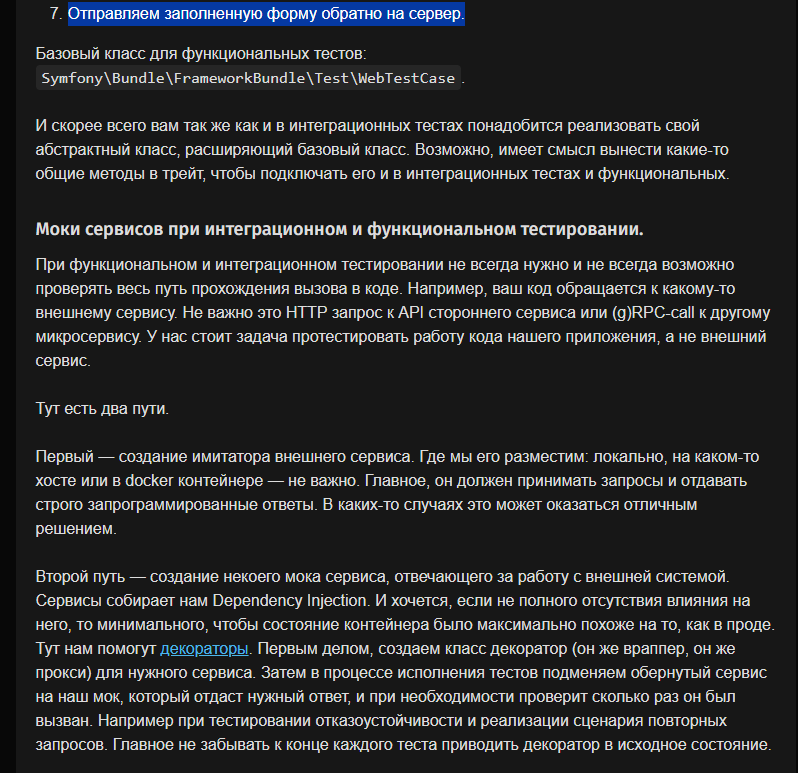 7. Отправляем заполненную форму обратно на сервер.
Базовый класс для функциональных тестов:
Symfony\Bundle\FrameworkBundle\Test\WebTestCase.
И скорее всего вам так же как и в интеграционных тестах понадобится реализовать свой
абстрактный класс, расширяющий базовый класс. Возможно, имеет смысл вынести какие-то
общие методы в трейт, чтобы подключать его и в интеграционных тестах и функциональных.
Моки сервисов при интеграционном и функциональном тестировании.
При функциональном и интеграционном тестировании не всегда нужно и не всегда возможно
проверять весь путь прохождения вызова в коде. Например, ваш код обращается к какому-то
внешнему сервису. Не важно это HTTP запрос к API стороннего сервиса или (g)RPC-call к другому
микросервису. У нас стоит задача протестировать работу кода нашего приложения, а не внешний
сервис.
Тут есть два пути.
Первый — создание имитатора внешнего сервиса. Где мы его разместим: локально, на каком-то
хосте или в docker контейнере — не важно. Главное, он должен принимать запросы и отдавать
строго запрограммированные ответы. В каких-то случаях это может оказаться отличным
решением.
Второй путь — создание некоего мока сервиса, отвечающего за работу с внешней системой.
Сервисы собирает нам Dependency Injection. И хочется, если не полного отсутствия влияния на
него, то минимального, чтобы состояние контейнера было максимально похоже на то, как в проде.
Тут нам помогут декораторы. Первым делом, создаем класс декоратор (он же враппер, он же
прокси) для нужного сервиса. Затем в процессе исполнения тестов подменяем обернутый сервис
на наш мок, который отдаст нужный ответ, и при необходимости проверит сколько раз он был
вызван. Например при тестировании отказоустойчивости и реализации сценария повторных
запросов. Главное не забывать к конце каждого теста приводить декоратор в исходное состояние.